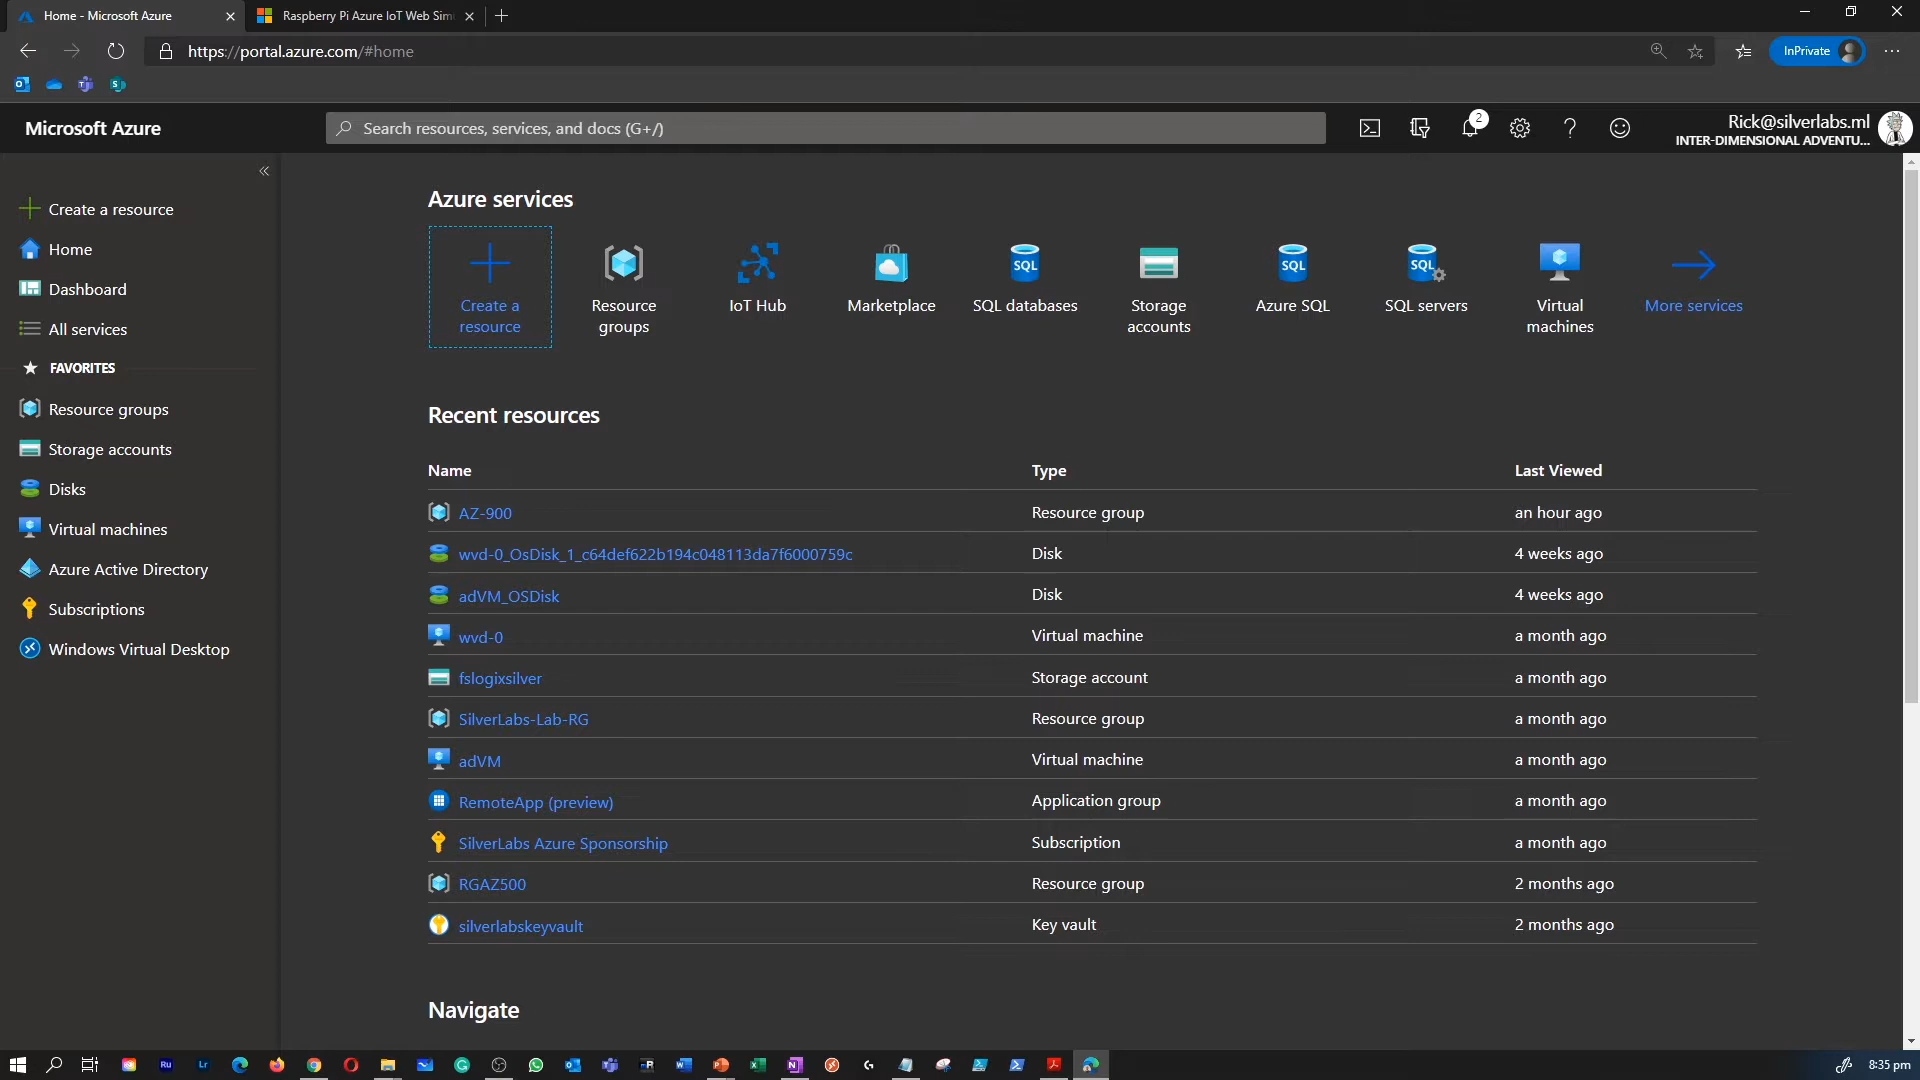 Home - Microsoft Azure
Raspberry Pi Azure IoT Web Sim
https://portal.azure.com/#home
InPrivate
Microsoft Azure
Search resources, services, and docs (G+/)
2
Rick@silverlabs.ml
INTER-DIMENSIONAL ADVENTU...
Create a resource
Home
Dashboard
All services
FAVORITES
Resource groups
Storage accounts
Disks
Virtual machines
Azure Active Directory
Subscriptions
Windows Virtual Desktop
Azure services
Create a
resource
Resource
groups
IoT Hub
Marketplace
SQL
SQL databases
Storage
accounts
SQL
Azure SQL
SQL
SQL servers
Virtual
machines
More services
Recent resources
Name Type Last Viewed
AZ-900 Resource group an hour ago
wvd-0_OsDisk_1_c64def622b194c048113da7f6000759c Disk 4 weeks ago
adVM_OSDisk Disk 4 weeks ago
wvd-0 Virtual machine a month ago
fslogixsilver Storage account a month ago
SilverLabs-Lab-RG Resource group a month ago
adVM Virtual machine a month ago
RemoteApp (preview) Application group a month ago
SilverLabs Azure Sponsorship Subscription a month ago
RGAZ500 Resource group 2 months ago
silverlabskeyvault Key vault 2 months ago
Navigate
Ru
Lr
8:35 pm